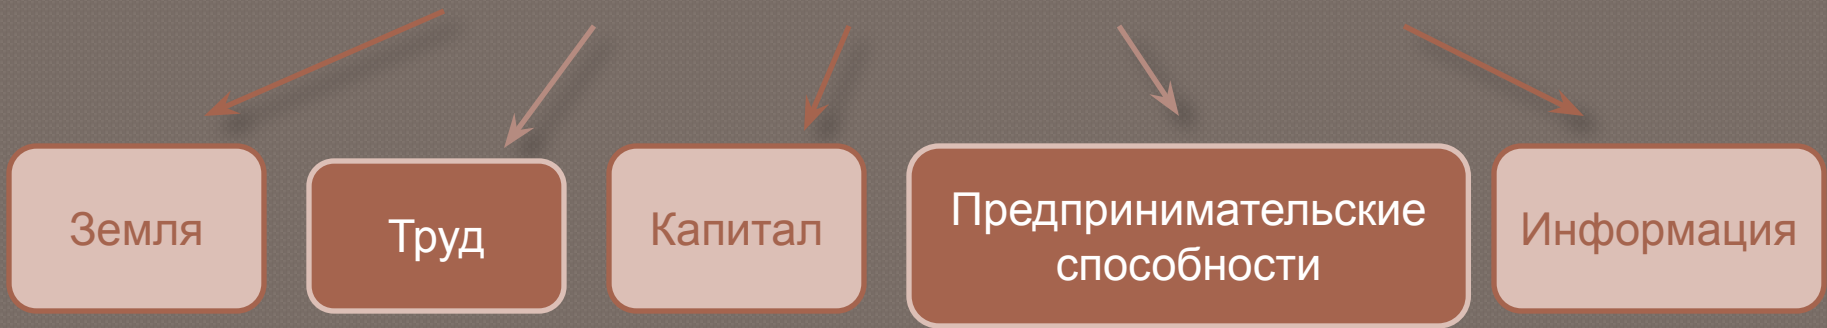 Земля
Труд
Капитал
Предпринимательские
способности
Информация